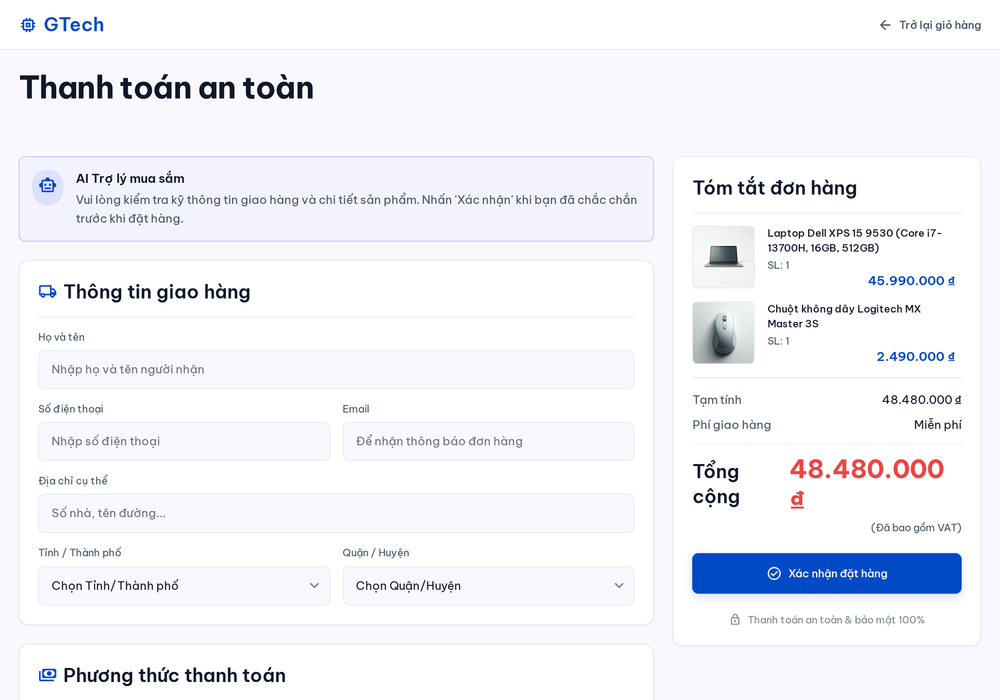 GTech
Trở lại giỏ hàng
Thanh toán an toàn
AI Trợ lý mua sắm
Vui lòng kiểm tra kỹ thông tin giao hàng và chi tiết sản phẩm. Nhấn 'Xác nhận' khi bạn đã chắc chắn
trước khi đặt hàng.
Thông tin giao hàng
Họ và tên
Nhập họ và tên người nhận
Số điện thoại
Email
Nhập số điện thoại
Để nhận thông báo đơn hàng
Địa chỉ cụ thể
Số nhà, tên đường...
Tỉnh / Thành phố
Quận / Huyện
Chọn Tỉnh/Thành phố
Chọn Quận/Huyện
Phương thức thanh toán
Tóm tắt đơn hàng
Laptop Dell XPS 15 9530 (Core i7-
13700H, 16GB, 512GB)
SL: 1
45.990.000 ₫
Chuột không dây Logitech MX
Master 3S
SL: 1
2.490.000 ₫
Tạm tính
48.480.000 ₫
Phí giao hàng
Miễn phí
Tổng
cộng
48.480.000
₫
(Đã bao gồm VAT)
Xác nhận đặt hàng
Thanh toán an toàn & bảo mật 100%